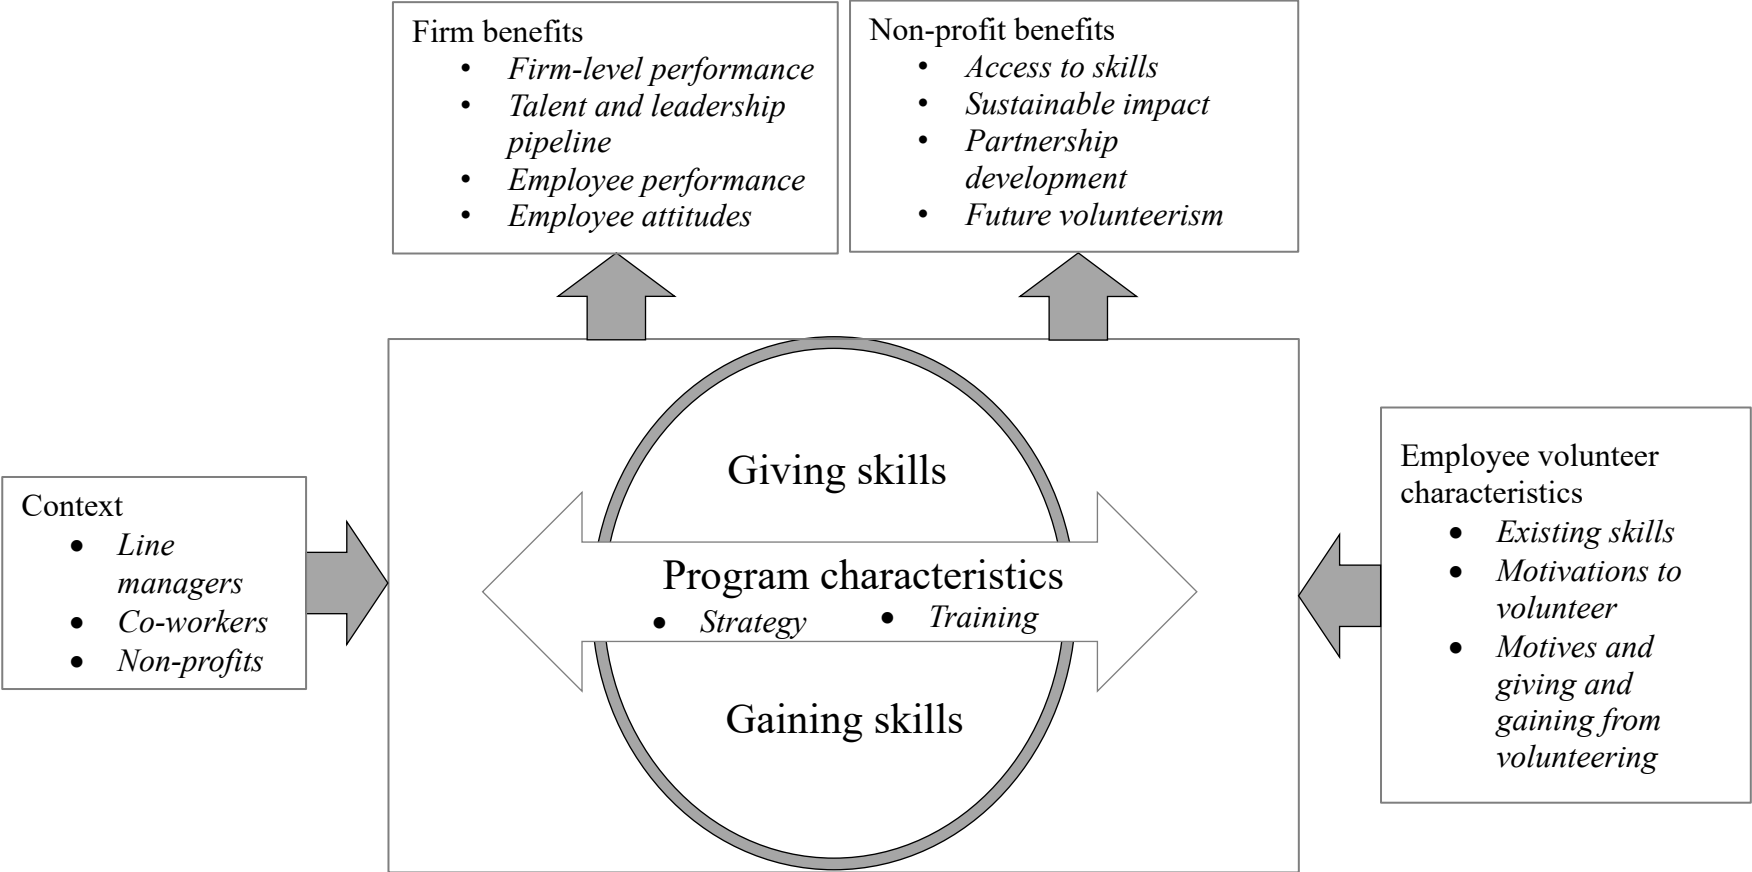 Firm benefits
• Firm-level performance
• Talent and leadership
pipeline
• Employee performance
• Employee attitudes
Non-profit benefits
• Access to skills
• Sustainable impact
• Partnership
development
• Future volunteerism
Context
• Line
managers
• Co-workers
• Non-profits
Giving skills
Program characteristics
• Strategy • Training
Gaining skills
Employee volunteer
characteristics
• Existing skills
• Motivations to
volunteer
• Motives and
giving and
gaining from
volunteering